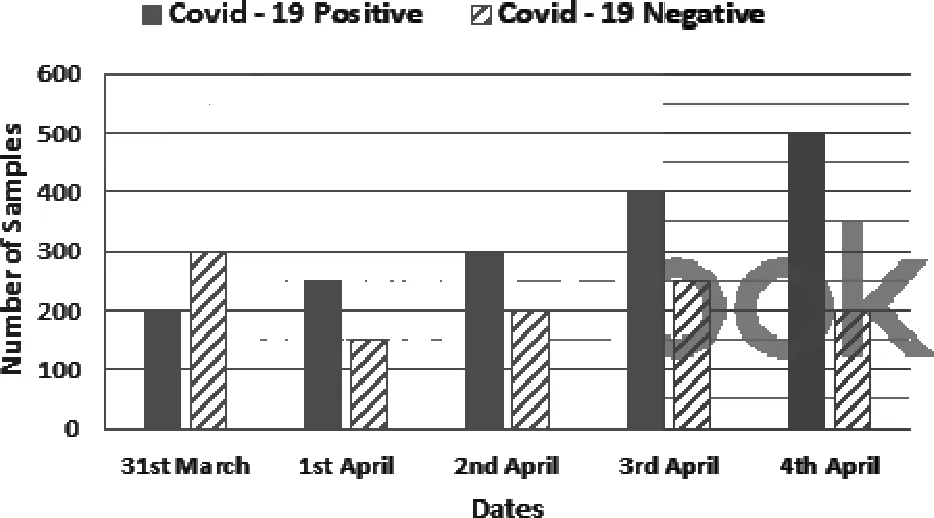 Covid - 19 Positive Covid - 19 Negative
600
500
400
300
200
100
0
Number of Samples
31st March 1st April 2nd April 3rd April 4th April
Dates
ook